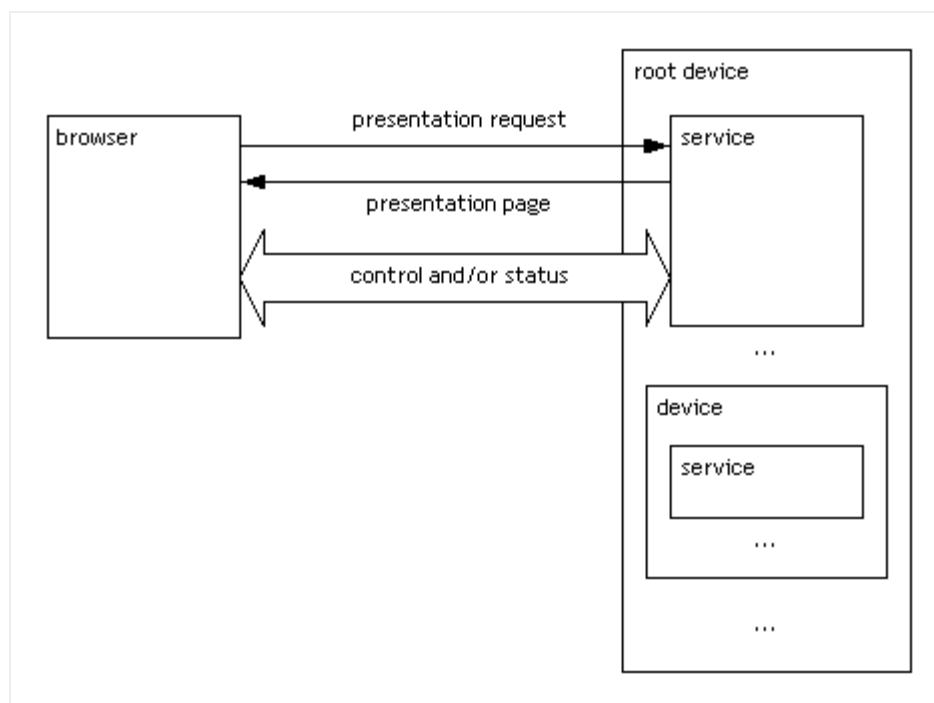 root device
presentation request
browser
service
presentation page
control and/or status
...
device
service
...
...